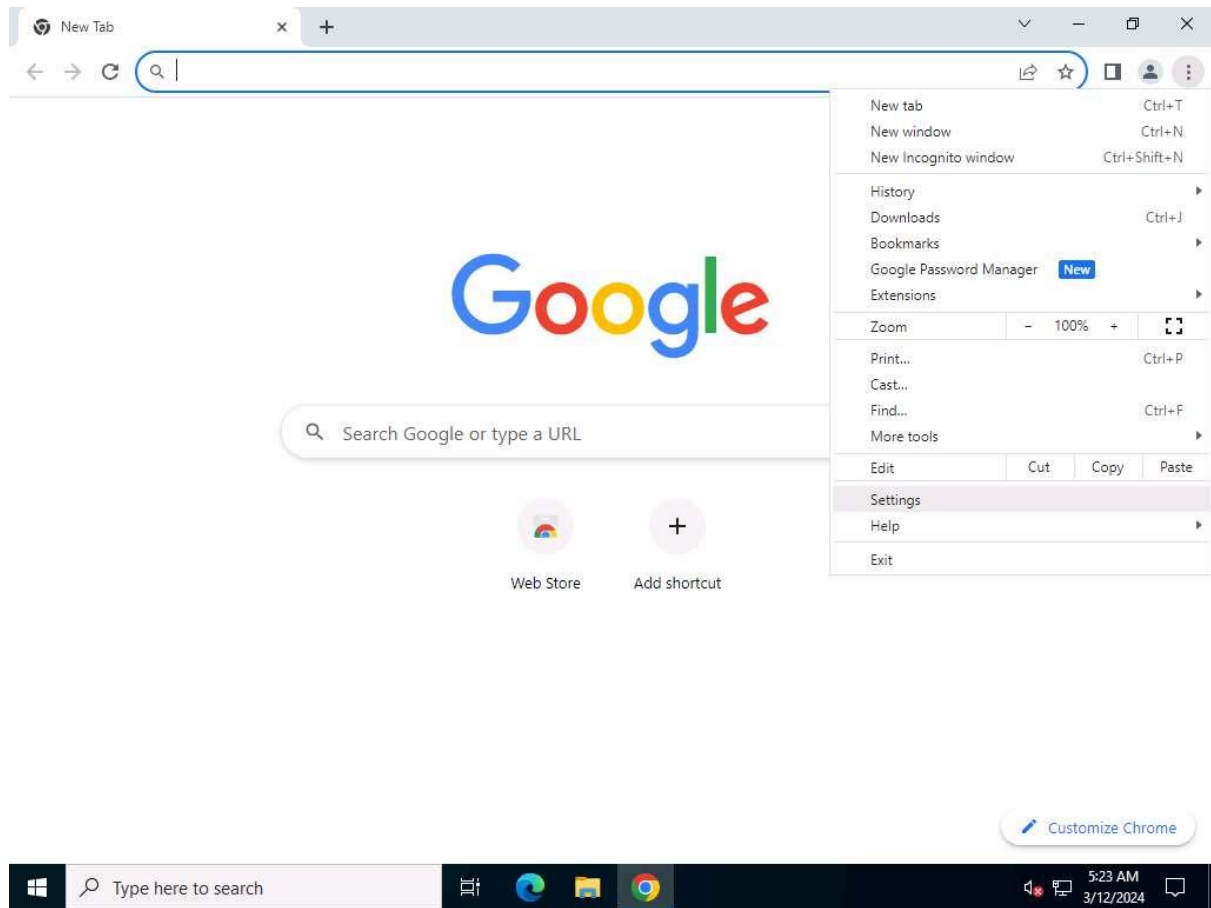 New Tab
New tab Ctrl+T
New window Ctrl+N
New Incognito window Ctrl+Shift+N
History
Downloads Ctrl+J
Bookmarks
Google Password Manager New
Extensions
Zoom - 100% +
Print... Ctrl+P
Cast...
Find... Ctrl+F
More tools
Edit Cut Copy Paste
Settings
Help
Exit
Google
Search Google or type a URL
Web Store Add shortcut
Customize Chrome
Type here to search
5:23 AM
3/12/2024